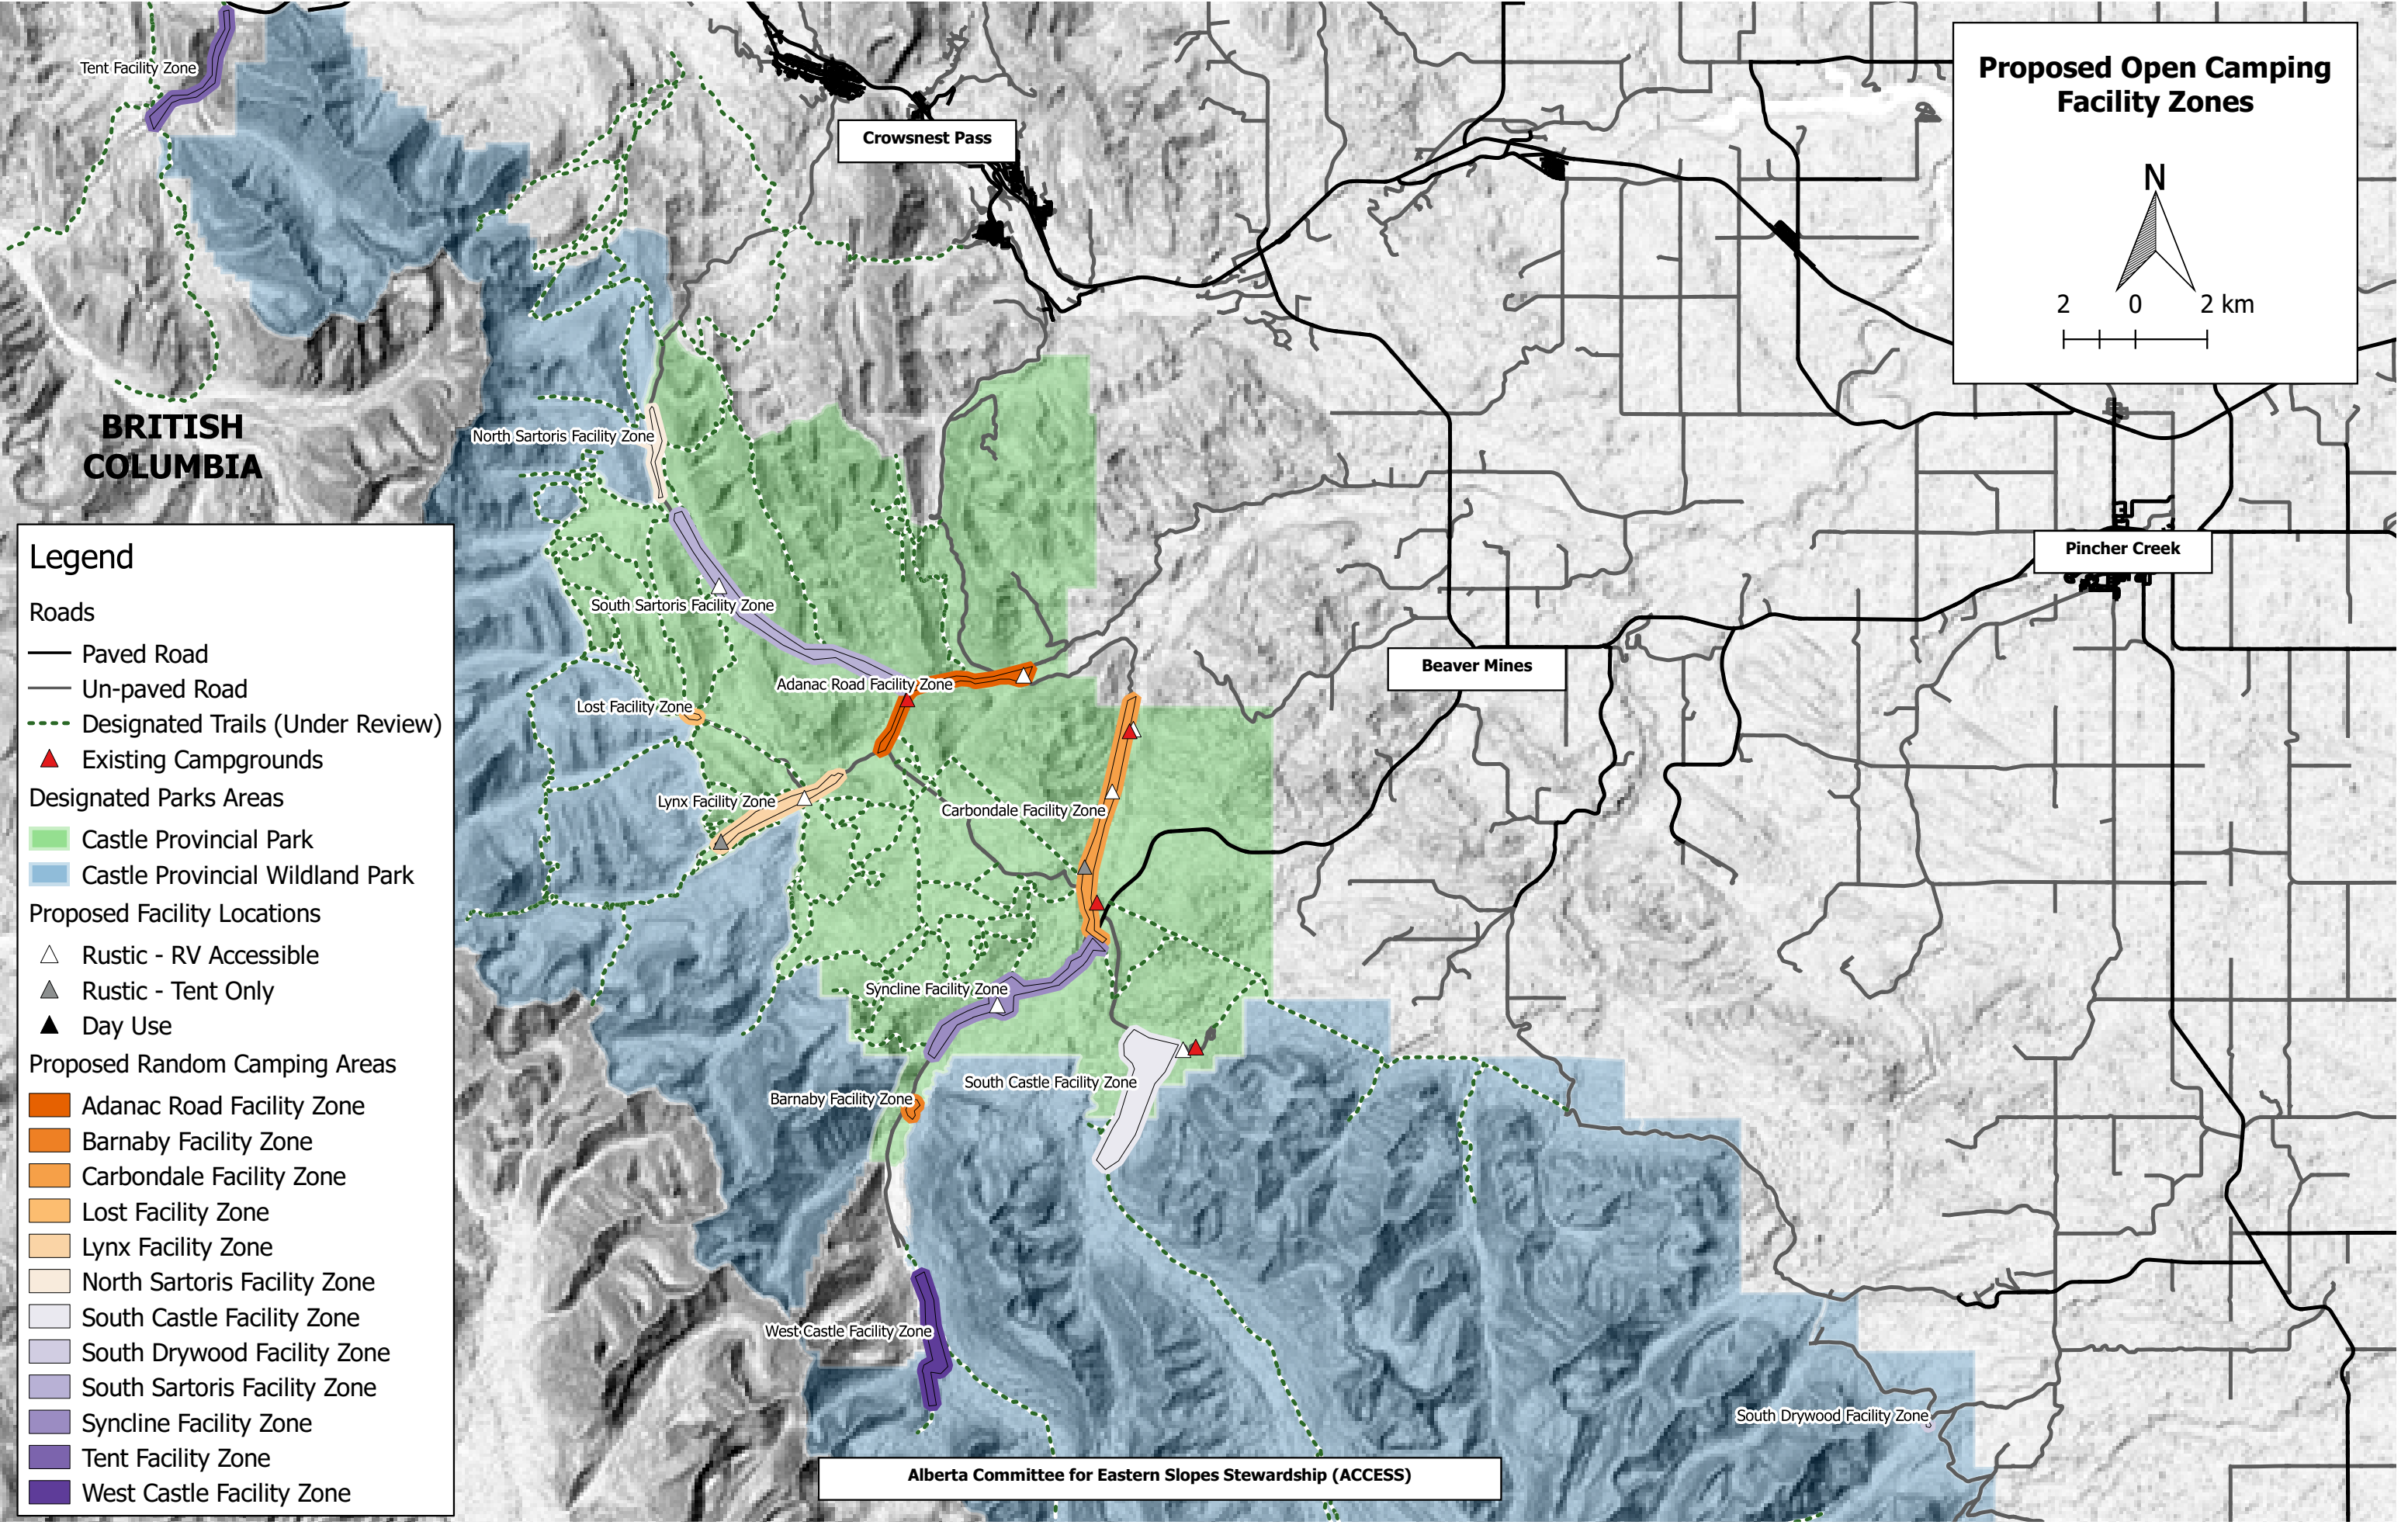 Proposed Open Camping
Facility Zones
N
2 0 2 km
Tent Facility Zone
Crowsnest Pass
BRITISH
COLUMBIA
North Sartoris Facility Zone
Pincher Creek
South Sartoris Facility Zone
Beaver Mines
Adanac Road Facility Zone
Lost Facility Zone
Lynx Facility Zone
Carbondale Facility Zone
Syncline Facility Zone
South Castle Facility Zone
Barnaby Facility Zone
West Castle Facility Zone
South Drywood Facility Zone
Alberta Committee for Eastern Slopes Stewardship (ACCESS)
Legend
Roads
Paved Road
Un-paved Road
Designated Trails (Under Review)
Existing Campgrounds
Designated Parks Areas
Castle Provincial Park
Castle Provincial Wildland Park
Proposed Facility Locations
Rustic - RV Accessible
Rustic - Tent Only
Day Use
Proposed Random Camping Areas
Adanac Road Facility Zone
Barnaby Facility Zone
Carbondale Facility Zone
Lost Facility Zone
Lynx Facility Zone
North Sartoris Facility Zone
South Castle Facility Zone
South Drywood Facility Zone
South Sartoris Facility Zone
Syncline Facility Zone
Tent Facility Zone
West Castle Facility Zone